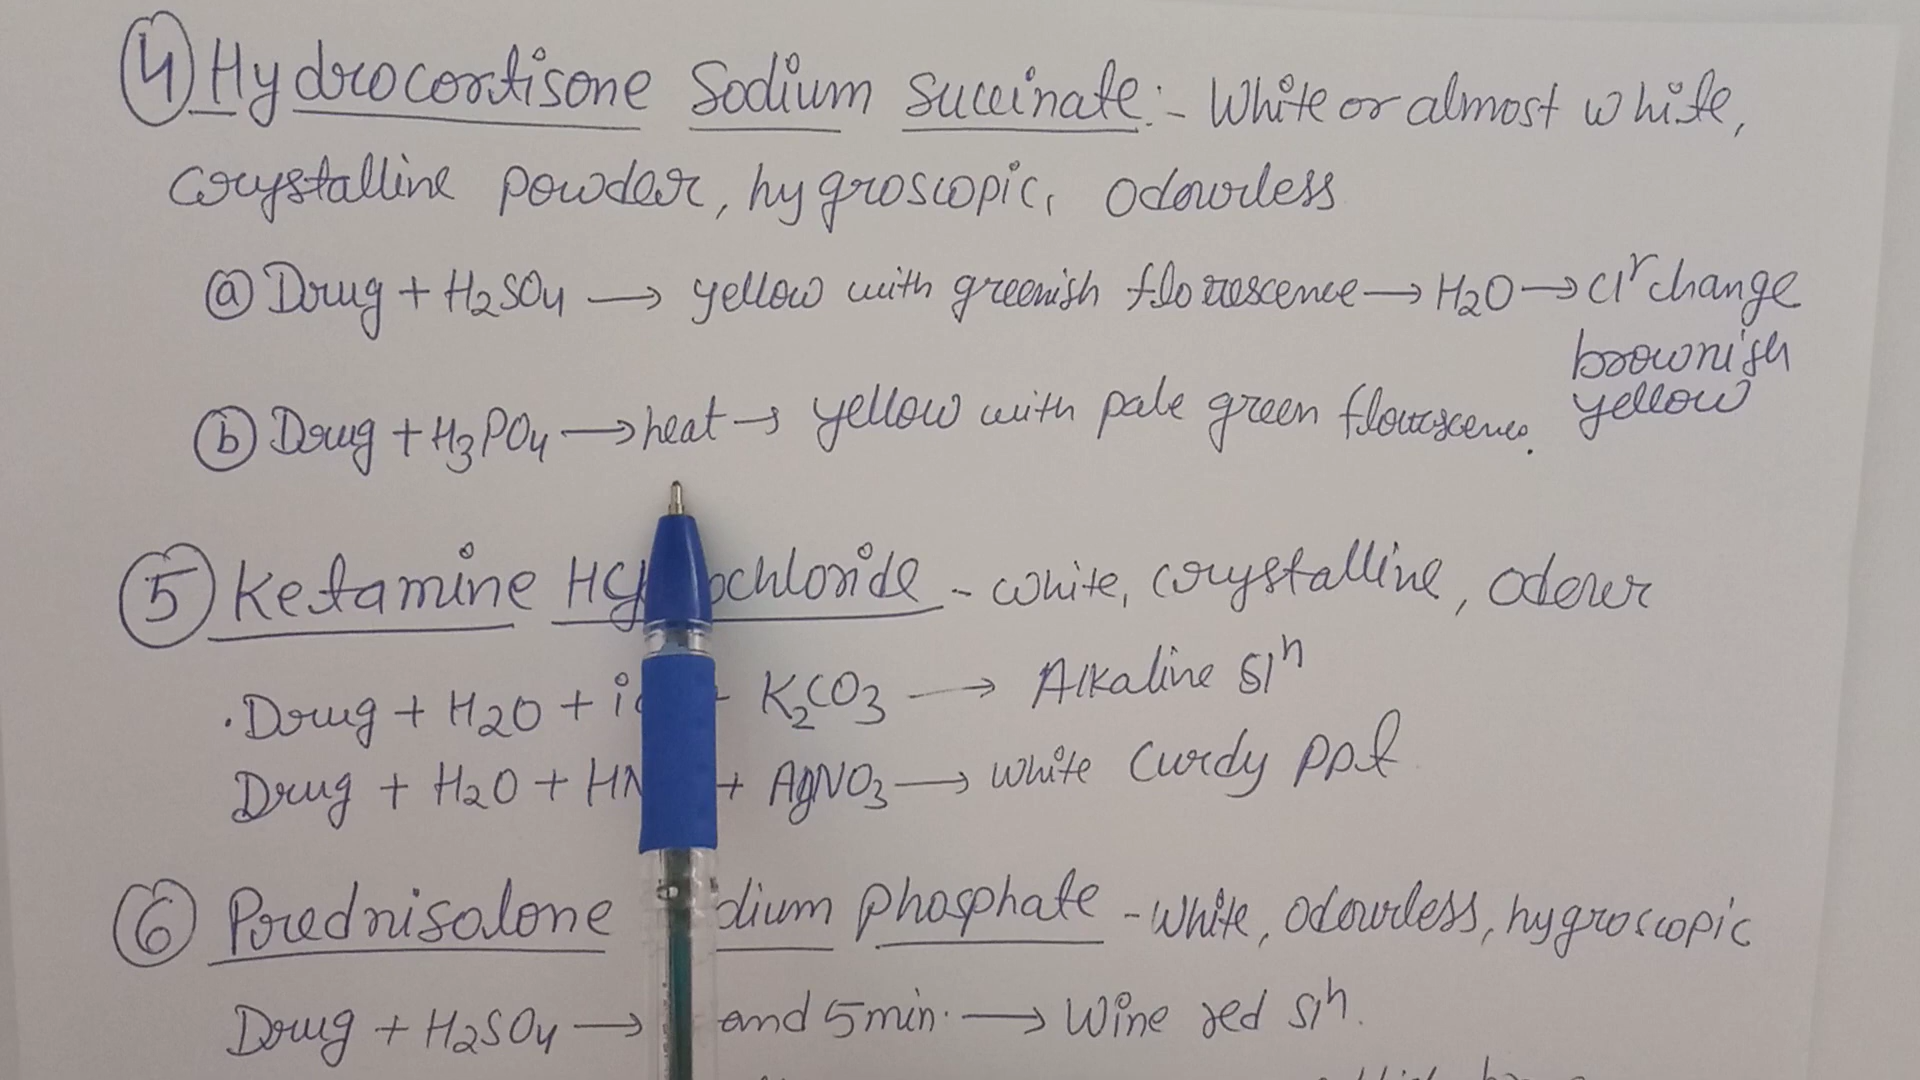 4 Hydrocortisone Sodium Succinate:- White or almost white,
crystalline powder, hygroscopic, Odourless
a Drug + H2SO4 → yellow with greenish florescence → H2O → Clr change
brownish
yellow
b Drug + H3PO4 → heat → yellow with pale green flourscence.
5 Ketamine chloride - White, crystalline, Odour
.Drug + H2O + + K2CO3 → Alkaline Sln
Drug + H2O + + AgNO3 → White Curdy ppt
6 Prednisolone phosphate - White, Odourless, hygroscopic
Drug + H2SO4 → 5 min. → Wine red Sln.